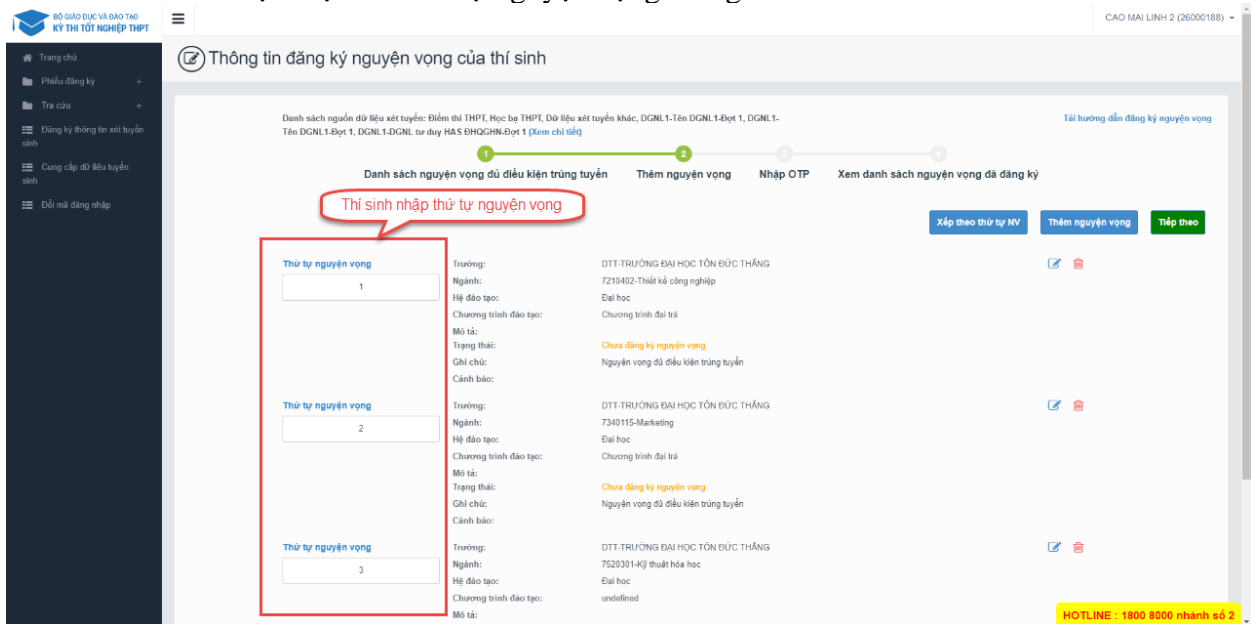 BỘ GIÁO DỤC VÀ ĐÀO TẠO
KỲ THI TỐT NGHIỆP THPT
CAO MAI LINH 2 (26000188)
Trang chủ
Phiếu đăng ký +
Tra cứu +
Đăng ký thông tin xét tuyển
sinh
Cung cấp dữ liệu tuyển
sinh
Đổi mã đăng nhập
Thông tin đăng ký nguyện vọng của thí sinh
Danh sách nguồn dữ liệu xét tuyển: Điểm thi THPT, Học bạ THPT, Dữ liệu xét tuyển khác, DGNL1-Tên DGNL1-Đợt 1, DGNL1-
Tên DGNL1-Đợt 1, DGNL1-DGNL tư duy HAS ĐHQGHN-Đợt 1 (Xem chi tiết)
Tải hướng dẫn đăng ký nguyện vọng
1 2 3 4
Danh sách nguyện vọng đủ điều kiện trúng tuyển Thêm nguyện vọng Nhập OTP Xem danh sách nguyện vọng đã đăng ký
Thí sinh nhập thứ tự nguyện vọng
Xếp theo thứ tự NV Thêm nguyện vọng Tiếp theo
Thứ tự nguyện vọng
1
Trường: DTT-TRƯỜNG ĐẠI HỌC TÔN ĐỨC THẮNG
Ngành: 7210402-Thiết kế công nghiệp
Hệ đào tạo: Đại học
Chương trình đào tạo: Chương trình đại trà
Mô tả:
Trạng thái: Chưa đăng ký nguyện vọng
Ghi chú: Nguyện vọng đủ điều kiện trúng tuyển
Cảnh báo:
Thứ tự nguyện vọng
2
Trường: DTT-TRƯỜNG ĐẠI HỌC TÔN ĐỨC THẮNG
Ngành: 7340115-Marketing
Hệ đào tạo: Đại học
Chương trình đào tạo: Chương trình đại trà
Mô tả:
Trạng thái: Chưa đăng ký nguyện vọng
Ghi chú: Nguyện vọng đủ điều kiện trúng tuyển
Cảnh báo:
Thứ tự nguyện vọng
3
Trường: DTT-TRƯỜNG ĐẠI HỌC TÔN ĐỨC THẮNG
Ngành: 7520301-Kỹ thuật hóa học
Hệ đào tạo: Đại học
Chương trình đào tạo: undefined
Mô tả:
HOTLINE : 1800 8000 nhánh số 2